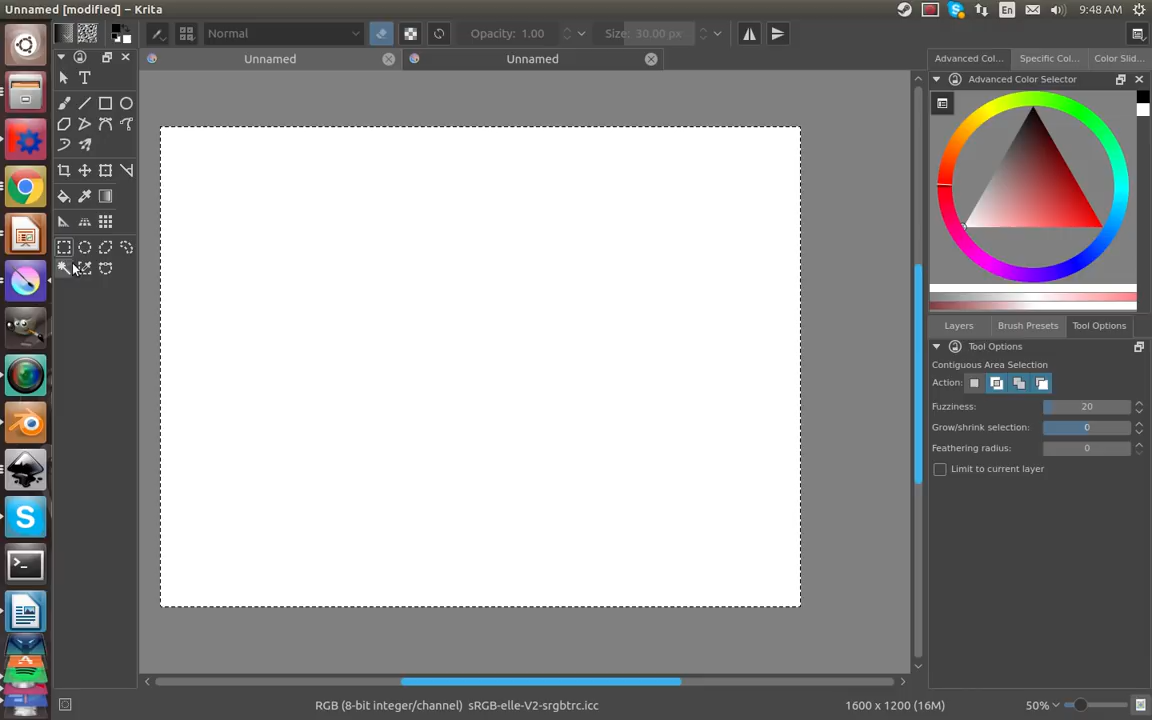 Unnamed [modified] – Krita
En
9:48 AM
Normal
Opacity: 1.00
Size: 30.00 px
Unnamed
Unnamed
Advanced Col...
Specific Col...
Color Slid...
Advanced Color Selector
T
Layers
Brush Presets
Tool Options
Tool Options
Contiguous Area Selection
Action:
Fuzziness:
20
Grow/shrink selection:
0
Feathering radius:
0
Limit to current layer
S
RGB (8-bit integer/channel) sRGB-elle-V2-srgbtrc.icc
1600 x 1200 (16M)
50%